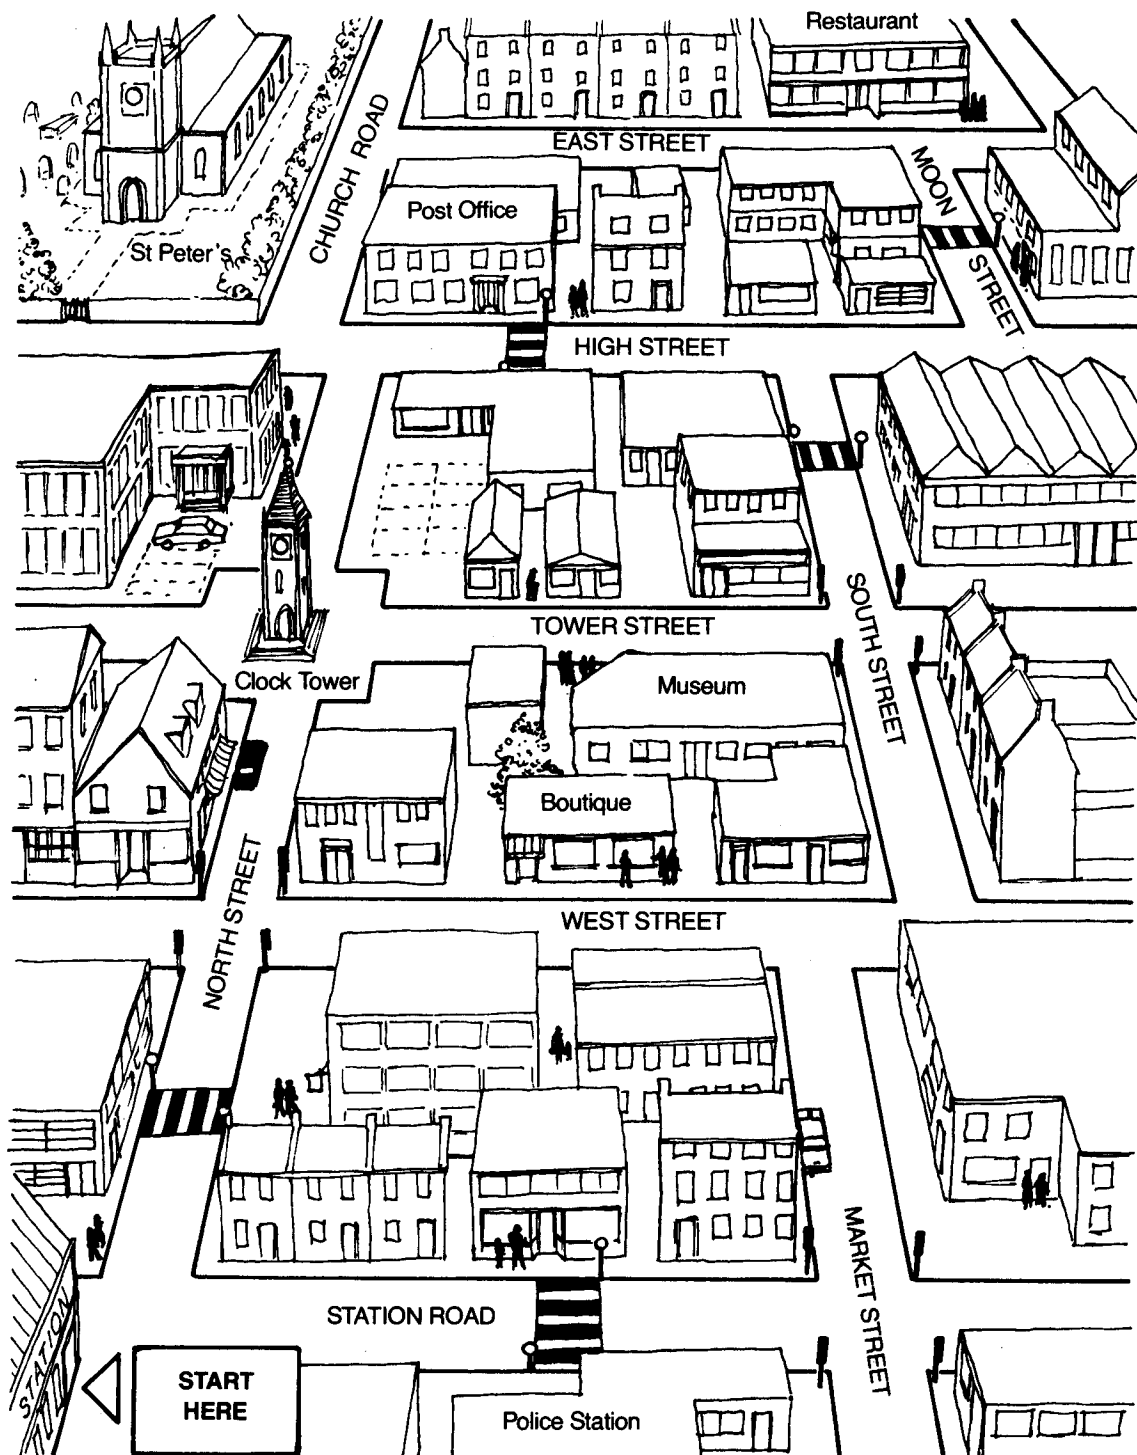 Restaurant
EAST STREET
CHURCH ROAD
MOON STREET
Post Office
St Peter's
HIGH STREET
TOWER STREET
SOUTH STREET
Clock Tower
Museum
Boutique
NORTH STREET
WEST STREET
MARKET STREET
STATION ROAD
STATION
START
HERE
Police Station